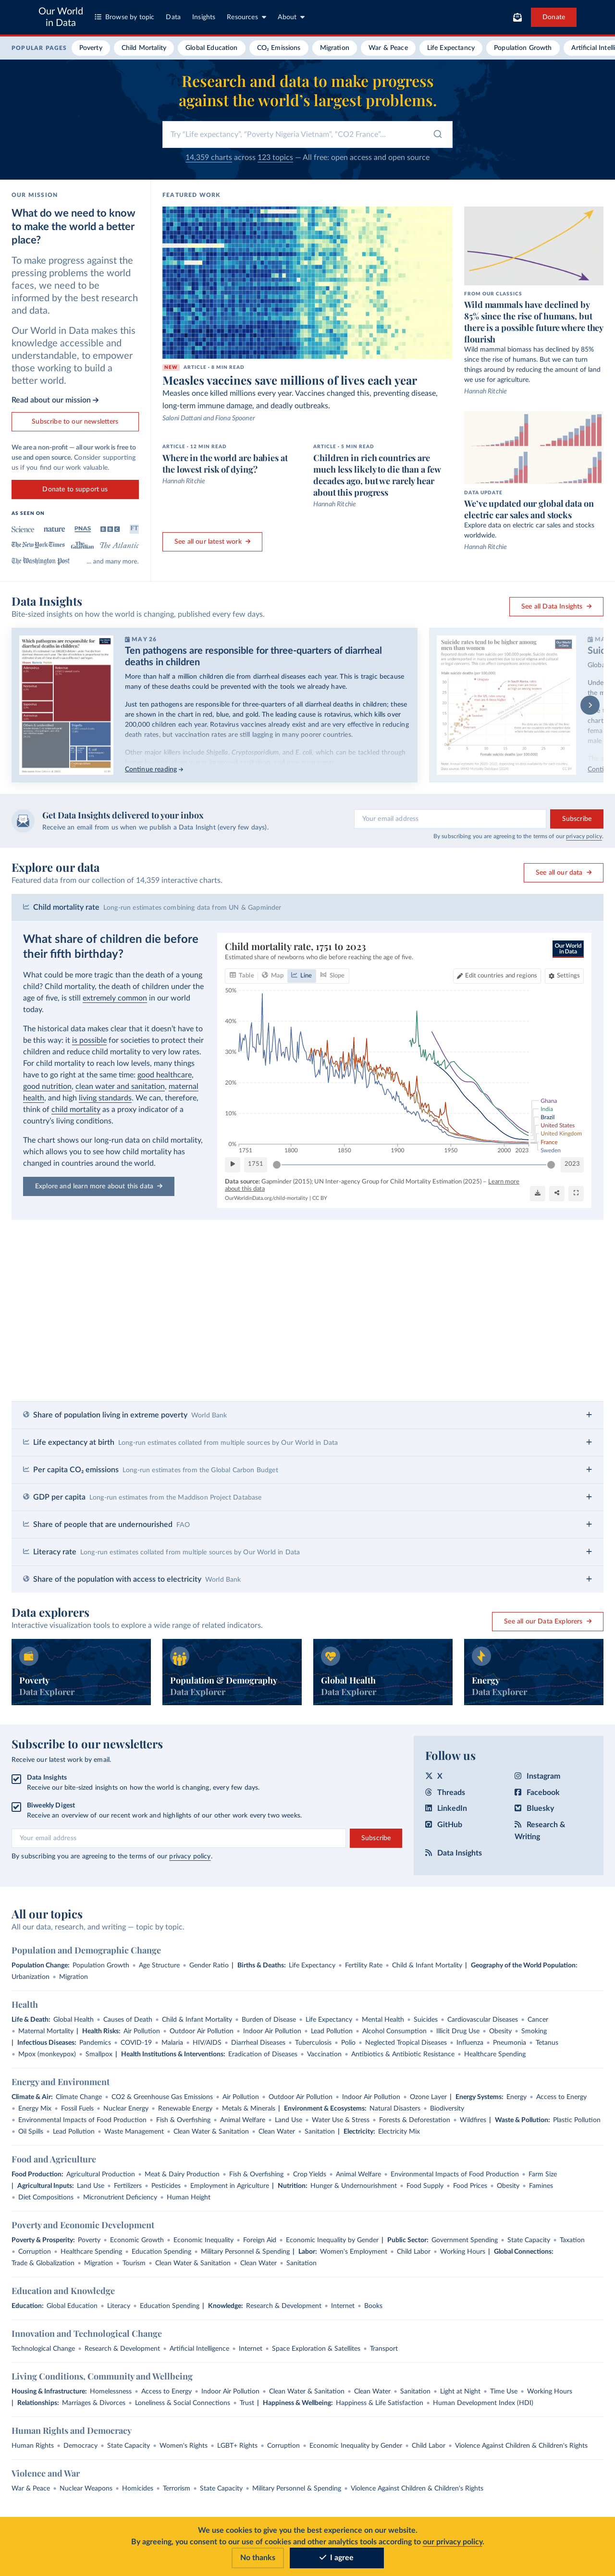 Our World
in Data
Browse by topic
Data
Insights
Resources
About
Donate
POPULAR PAGES
Poverty
Child Mortality
Global Education
CO₂ Emissions
Migration
War & Peace
Life Expectancy
Population Growth
Artificial Intelli
Research and data to make progress
against the world's largest problems.
Try "Life expectancy", "Poverty Nigeria Vietnam", "CO2 France"...
14,359 charts across 123 topics — All free: open access and open source
OUR MISSION
What do we need to know
to make the world a better
place?
To make progress against the
pressing problems the world
faces, we need to be
informed by the best research
and data.
Our World in Data makes this
knowledge accessible and
understandable, to empower
those working to build a
better world.
Read about our mission
Subscribe to our newsletters
We are a non-profit — all our work is free to
use and open source. Consider supporting
us if you find our work valuable.
Donate to support us
AS SEEN ON
Science
nature
PNAS
BBC
FT
The New York Times
The Guardian
The Atlantic
The Washington Post
... and many more.
FEATURED WORK
NEW
ARTICLE · 8 MIN READ
Measles vaccines save millions of lives each year
Measles once killed millions every year. Vaccines changed this, preventing disease,
long-term immune damage, and deadly outbreaks.
Saloni Dattani and Fiona Spooner
ARTICLE · 12 MIN READ
Where in the world are babies at
the lowest risk of dying?
Hannah Ritchie
ARTICLE · 5 MIN READ
Children in rich countries are
much less likely to die than a few
decades ago, but we rarely hear
about this progress
Hannah Ritchie
See all our latest work
FROM OUR CLASSICS
Wild mammals have declined by
85% since the rise of humans, but
there is a possible future where they
flourish
Wild mammal biomass has declined by 85%
since the rise of humans. But we can turn
things around by reducing the amount of land
we use for agriculture.
Hannah Ritchie
DATA UPDATE
We've updated our global data on
electric car sales and stocks
Explore data on electric car sales and stocks
worldwide.
Hannah Ritchie
Data Insights
Bite-sized insights on how the world is changing, published every few days.
See all Data Insights
Which pathogens are responsible for
diarrheal deaths in children?
MAY 26
Ten pathogens are responsible for three-quarters of diarrheal
deaths in children
More than half a million children die from diarrheal diseases each year. This is tragic because
many of these deaths could be prevented with the tools we already have.
Just ten pathogens are responsible for three-quarters of all diarrheal deaths in children; these
are shown in the chart in red, blue, and gold. The leading cause is rotavirus, which kills over
200,000 children each year. Rotavirus vaccines already exist and are very effective in reducing
death rates, but vaccination rates are still lagging in many poorer countries.
Other major killers include Shigella, Cryptosporidium, and E. coli, which can be tackled through
Continue reading
Suicide rates tend to be higher among
men than women
Get Data Insights delivered to your inbox
Receive an email from us when we publish a Data Insight (every few days).
Your email address
Subscribe
By subscribing you are agreeing to the terms of our privacy policy.
Explore our data
Featured data from our collection of 14,359 interactive charts.
See all our data
Child mortality rate Long-run estimates combining data from UN & Gapminder
What share of children die before
their fifth birthday?
What could be more tragic than the death of a young
child? Child mortality, the death of children under the
age of five, is still extremely common in our world
today.
The historical data makes clear that it doesn't have to
be this way: it is possible for societies to protect their
children and reduce child mortality to very low rates.
For child mortality to reach low levels, many things
have to go right at the same time: good healthcare,
good nutrition, clean water and sanitation, maternal
health, and high living standards. We can, therefore,
think of child mortality as a proxy indicator of a
country's living conditions.
The chart shows our long-run data on child mortality,
which allows you to see how child mortality has
changed in countries around the world.
Explore and learn more about this data
Child mortality rate, 1751 to 2023
Estimated share of newborns who die before reaching the age of five.
Our World
in Data
Table
Map
Line
Slope
Edit countries and regions
Settings
50%
40%
30%
20%
10%
0%
1751
1800
1850
1900
1950
2000
2023
Ghana
India
Brazil
United States
United Kingdom
France
Sweden
1751
2023
Data source: Gapminder (2015); UN Inter-agency Group for Child Mortality Estimation (2025) – Learn more
about this data
OurWorldinData.org/child-mortality | CC BY
Share of population living in extreme poverty World Bank
Life expectancy at birth Long-run estimates collated from multiple sources by Our World in Data
Per capita CO₂ emissions Long-run estimates from the Global Carbon Budget
GDP per capita Long-run estimates from the Maddison Project Database
Share of people that are undernourished FAO
Literacy rate Long-run estimates collated from multiple sources by Our World in Data
Share of the population with access to electricity World Bank
Data explorers
Interactive visualization tools to explore a wide range of related indicators.
See all our Data Explorers
Poverty
Data Explorer
Population & Demography
Data Explorer
Global Health
Data Explorer
Energy
Data Explorer
Subscribe to our newsletters
Receive our latest work by email.
Data Insights
Receive our bite-sized insights on how the world is changing, every few days.
Biweekly Digest
Receive an overview of our recent work and highlights of our other work every two weeks.
Your email address
Subscribe
By subscribing you are agreeing to the terms of our privacy policy.
Follow us
X
Threads
LinkedIn
GitHub
Data Insights
Instagram
Facebook
Bluesky
Research &
Writing
All our topics
All our data, research, and writing — topic by topic.
Population and Demographic Change
Population Change: Population Growth • Age Structure • Gender Ratio | Births & Deaths: Life Expectancy • Fertility Rate • Child & Infant Mortality | Geography of the World Population:
Urbanization • Migration
Health
Life & Death: Global Health • Causes of Death • Child & Infant Mortality • Burden of Disease • Life Expectancy • Mental Health • Suicides • Cardiovascular Diseases • Cancer
• Maternal Mortality | Health Risks: Air Pollution • Outdoor Air Pollution • Indoor Air Pollution • Lead Pollution • Alcohol Consumption • Illicit Drug Use • Obesity • Smoking
| Infectious Diseases: Pandemics • COVID-19 • Malaria • HIV/AIDS • Diarrheal Diseases • Tuberculosis • Polio • Neglected Tropical Diseases • Influenza • Pneumonia • Tetanus
• Mpox (monkeypox) • Smallpox | Health Institutions & Interventions: Eradication of Diseases • Vaccination • Antibiotics & Antibiotic Resistance • Healthcare Spending
Energy and Environment
Climate & Air: Climate Change • CO2 & Greenhouse Gas Emissions • Air Pollution • Outdoor Air Pollution • Indoor Air Pollution • Ozone Layer | Energy Systems: Energy • Access to Energy
• Energy Mix • Fossil Fuels • Nuclear Energy • Renewable Energy • Metals & Minerals | Environment & Ecosystems: Natural Disasters • Biodiversity
• Environmental Impacts of Food Production • Fish & Overfishing • Animal Welfare • Land Use • Water Use & Stress • Forests & Deforestation • Wildfires | Waste & Pollution: Plastic Pollution
• Oil Spills • Lead Pollution • Waste Management • Clean Water & Sanitation • Clean Water • Sanitation | Electricity: Electricity Mix
Food and Agriculture
Food Production: Agricultural Production • Meat & Dairy Production • Fish & Overfishing • Crop Yields • Animal Welfare • Environmental Impacts of Food Production • Farm Size
| Agricultural Inputs: Land Use • Fertilizers • Pesticides • Employment in Agriculture | Nutrition: Hunger & Undernourishment • Food Supply • Food Prices • Obesity • Famines
• Diet Compositions • Micronutrient Deficiency • Human Height
Poverty and Economic Development
Poverty & Prosperity: Poverty • Economic Growth • Economic Inequality • Foreign Aid • Economic Inequality by Gender | Public Sector: Government Spending • State Capacity • Taxation
• Corruption • Healthcare Spending • Education Spending • Military Personnel & Spending | Labor: Women's Employment • Child Labor • Working Hours | Global Connections:
Trade & Globalization • Migration • Tourism • Clean Water & Sanitation • Clean Water • Sanitation
Education and Knowledge
Education: Global Education • Literacy • Education Spending | Knowledge: Research & Development • Internet • Books
Innovation and Technological Change
Technological Change • Research & Development • Artificial Intelligence • Internet • Space Exploration & Satellites • Transport
Living Conditions, Community and Wellbeing
Housing & Infrastructure: Homelessness • Access to Energy • Indoor Air Pollution • Clean Water & Sanitation • Clean Water • Sanitation • Light at Night • Time Use • Working Hours
| Relationships: Marriages & Divorces • Loneliness & Social Connections • Trust | Happiness & Wellbeing: Happiness & Life Satisfaction • Human Development Index (HDI)
Human Rights and Democracy
Human Rights • Democracy • State Capacity • Women's Rights • LGBT+ Rights • Corruption • Economic Inequality by Gender • Child Labor • Violence Against Children & Children's Rights
Violence and War
War & Peace • Nuclear Weapons • Homicides • Terrorism • State Capacity • Military Personnel & Spending • Violence Against Children & Children's Rights
We use cookies to give you the best experience on our website.
By agreeing, you consent to our use of cookies and other analytics tools according to our privacy policy.
No thanks
I agree